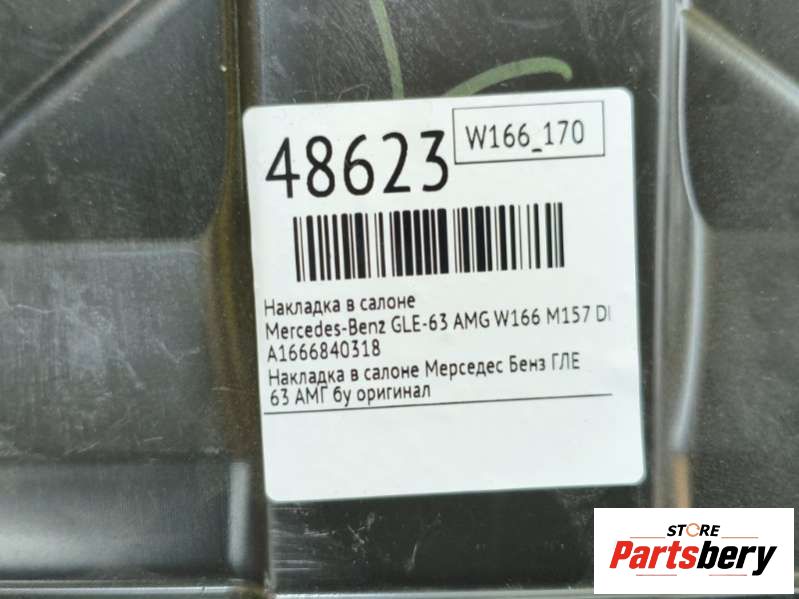 48623
W166_170
Накладка в салоне
Mercedes-Benz GLE-63 AMG W166 M157 DI
A1666840318
Накладка в салоне Мерседес Бенз ГЛЕ
63 АМГ бу оригинал
STORE
Partsbery